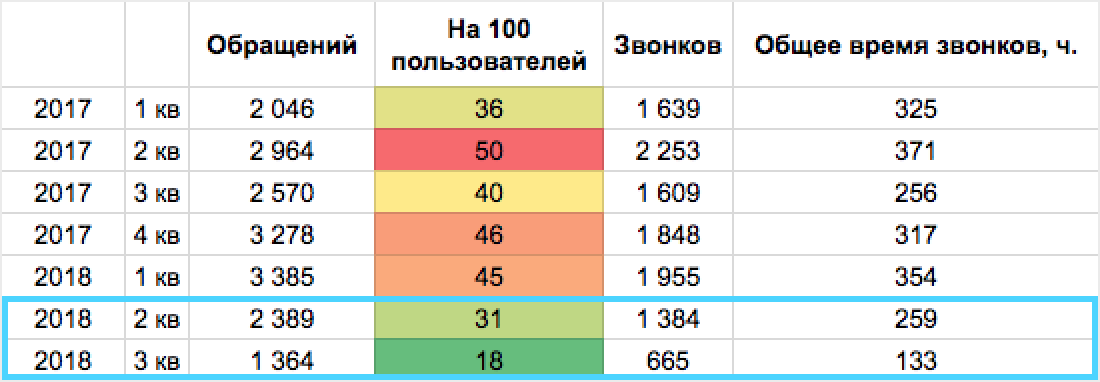 Обращений На 100 пользователей Звонков Общее время звонков, ч.
2017 1 кв 2 046 36 1 639 325
2017 2 кв 2 964 50 2 253 371
2017 3 кв 2 570 40 1 609 256
2017 4 кв 3 278 46 1 848 317
2018 1 кв 3 385 45 1 955 354
2018 2 кв 2 389 31 1 384 259
2018 3 кв 1 364 18 665 133